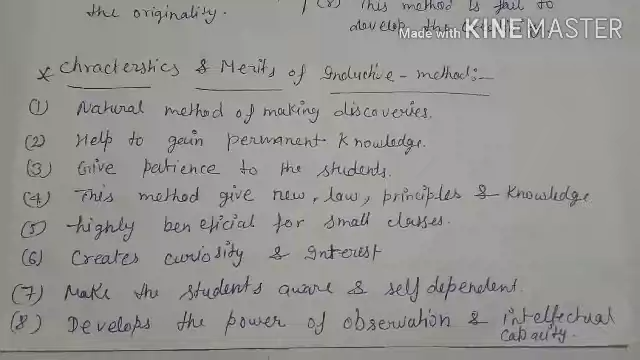 the originality.
(8) This method is fail to
develop the
Made with KINEMASTER
* Chracterstics & Merits of Inductive-method:-
(1) Natural method of making discoveries.
(2) Help to gain permanent Knowledge.
(3) Give patience to the students.
(4) This method give new, law, principles & Knowledge
(5) highly beneficial for small classes.
(6) Creates curiosity & Interest
(7) Make the students aware & self dependent.
(8) Develops the power of observation & intellectual
capacity.